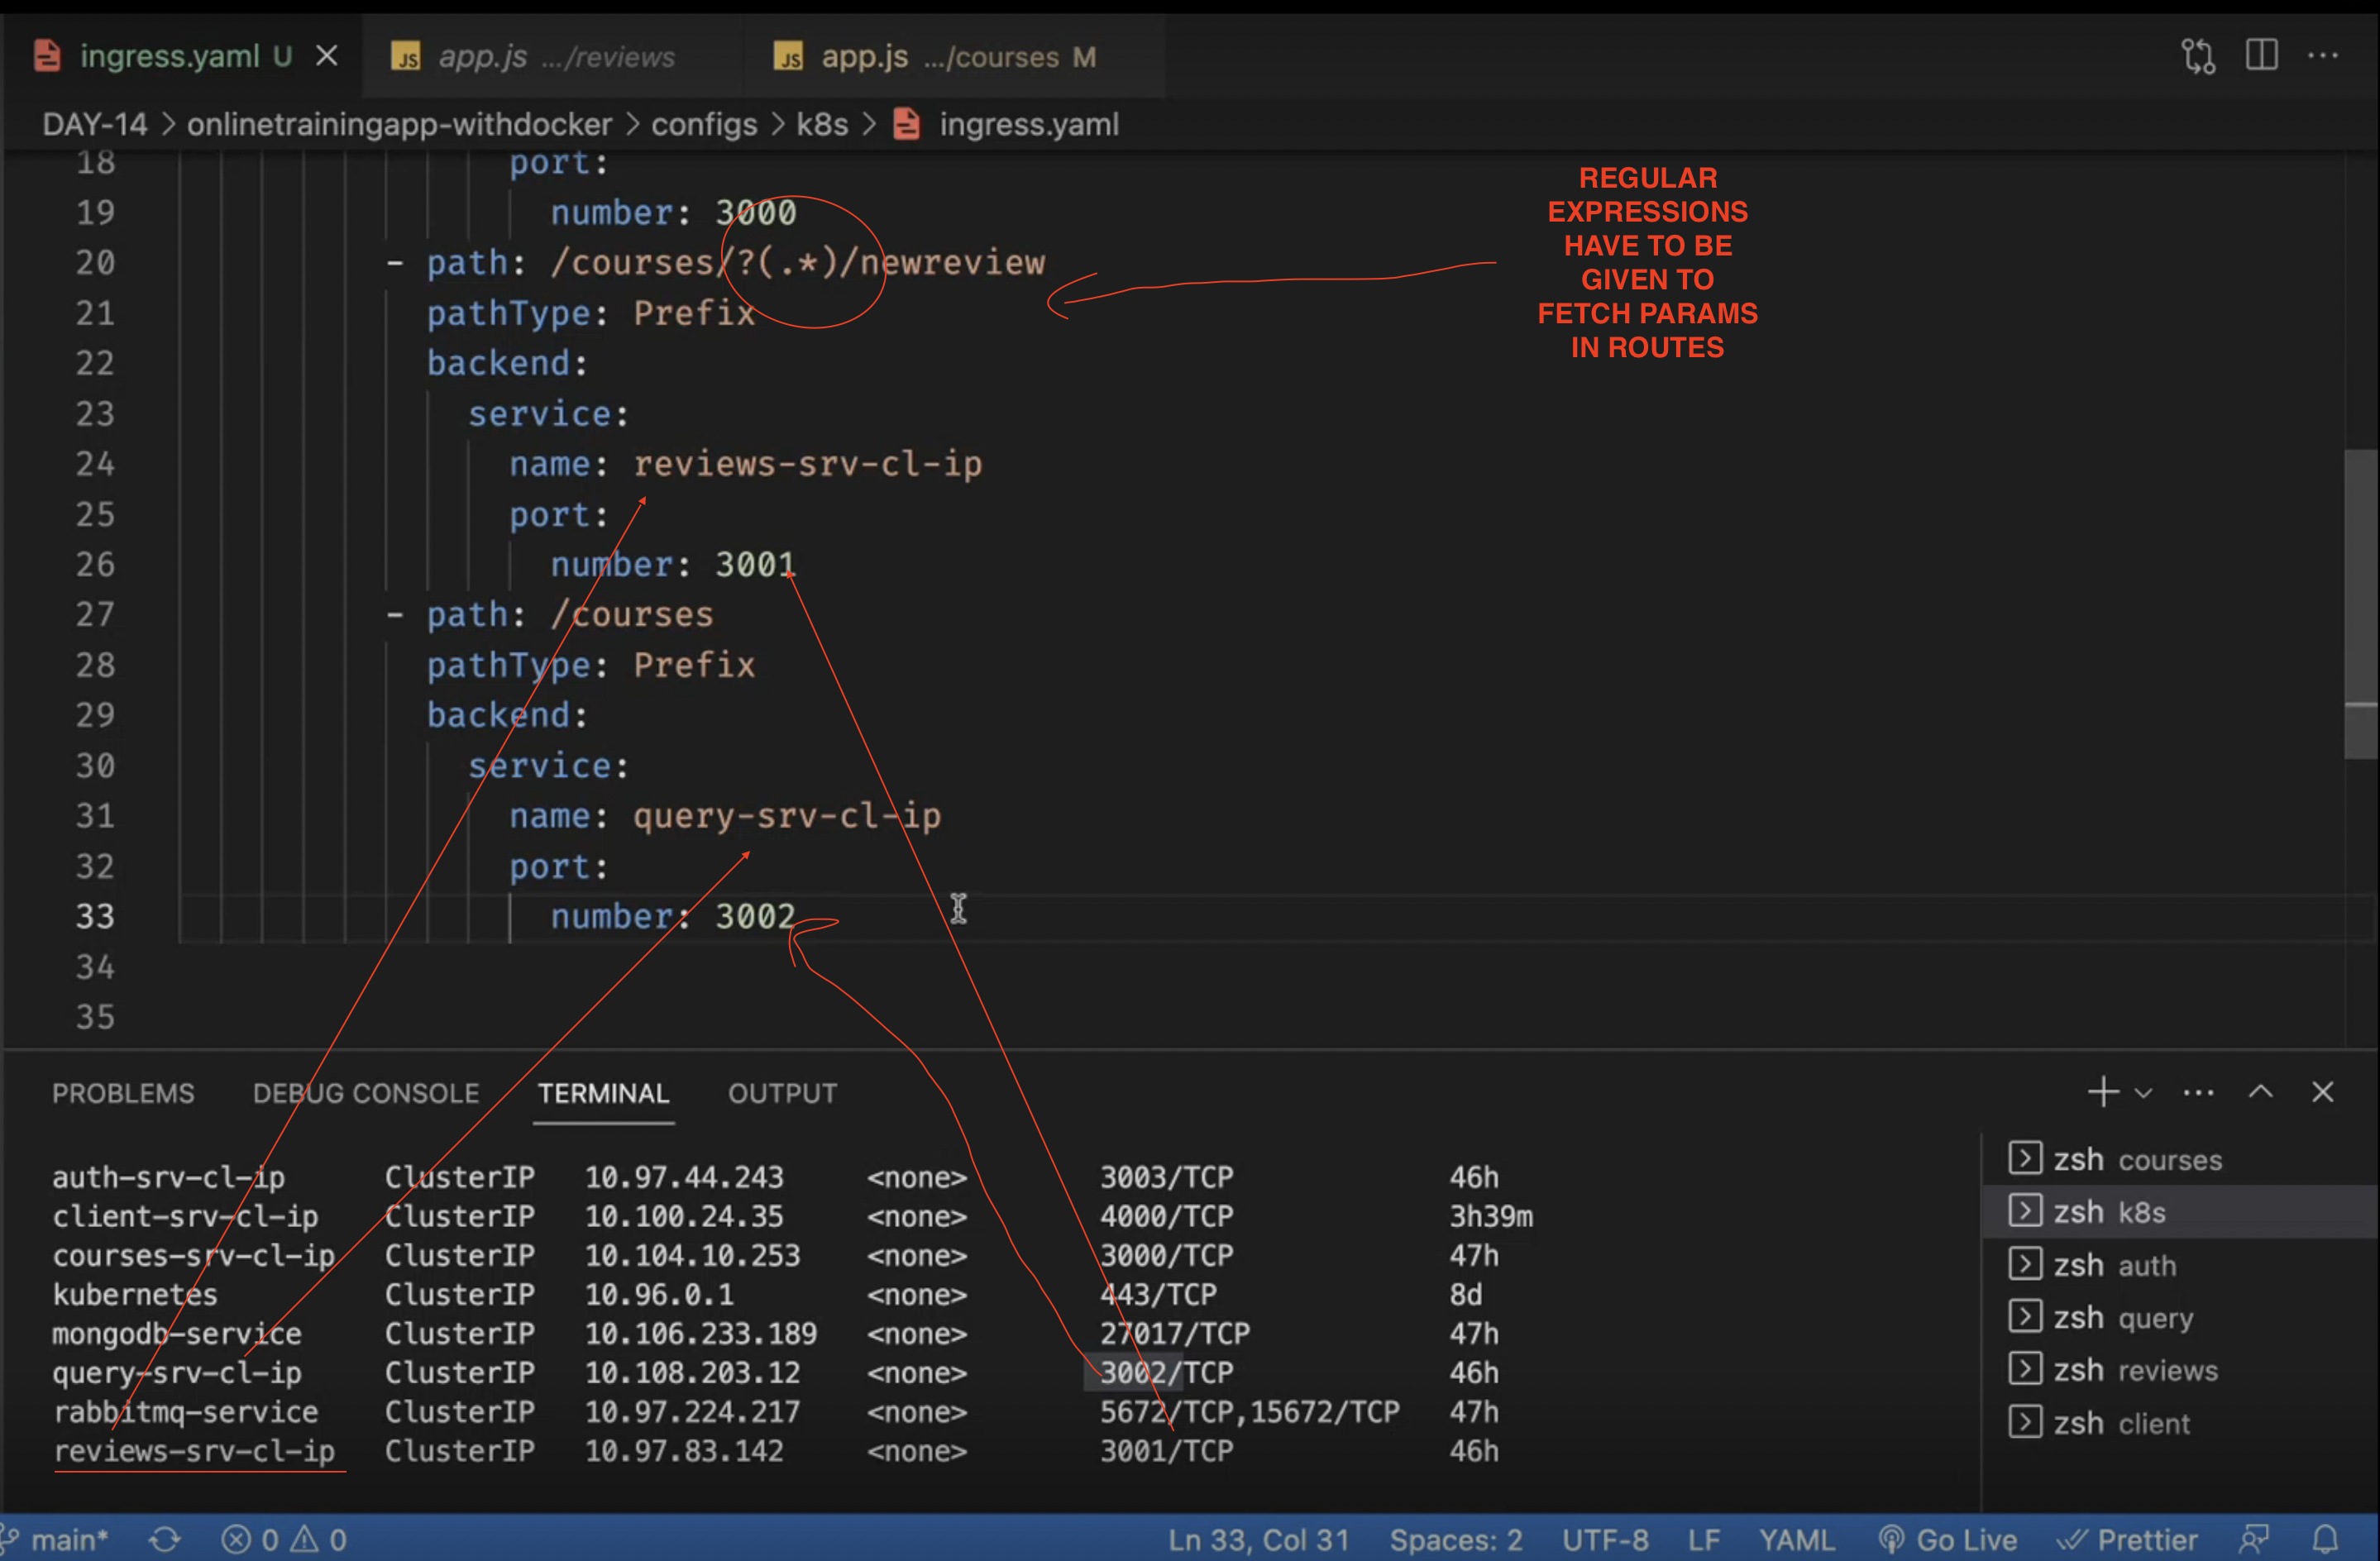 ingress.yaml U
app.js .../reviews
app.js .../courses M
DAY-14 > onlinetrainingapp-withdocker > configs > k8s > ingress.yaml
18 port:
19 number: 3000
20 - path: /courses/?(.*)/newreview
21 pathType: Prefix
22 backend:
23 service:
24 name: reviews-srv-cl-ip
25 port:
26 number: 3001
27 - path: /courses
28 pathType: Prefix
29 backend:
30 service:
31 name: query-srv-cl-ip
32 port:
33 number: 3002
34
35
REGULAR
EXPRESSIONS
HAVE TO BE
GIVEN TO
FETCH PARAMS
IN ROUTES
PROBLEMS DEBUG CONSOLE TERMINAL OUTPUT
auth-srv-cl-ip ClusterIP 10.97.44.243 <none> 3003/TCP 46h
client-srv-cl-ip ClusterIP 10.100.24.35 <none> 4000/TCP 3h39m
courses-srv-cl-ip ClusterIP 10.104.10.253 <none> 3000/TCP 47h
kubernetes ClusterIP 10.96.0.1 <none> 443/TCP 8d
mongodb-service ClusterIP 10.106.233.189 <none> 27017/TCP 47h
query-srv-cl-ip ClusterIP 10.108.203.12 <none> 3002/TCP 46h
rabbitmq-service ClusterIP 10.97.224.217 <none> 5672/TCP,15672/TCP 47h
reviews-srv-cl-ip ClusterIP 10.97.83.142 <none> 3001/TCP 46h
zsh courses
zsh k8s
zsh auth
zsh query
zsh reviews
zsh client
main* 0 0 Ln 33, Col 31 Spaces: 2 UTF-8 LF YAML Go Live Prettier